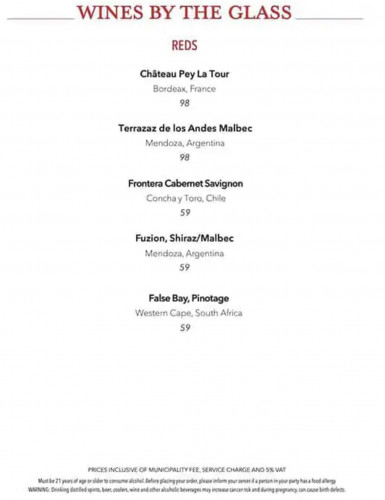 WINES BY THE GLASS
REDS
Château Pey La Tour
Bordeax, France
98
Terrazaz de los Andes Malbec
Mendoza, Argentina
98
Frontera Cabernet Savignon
Concha y Toro, Chile
59
Fuzion, Shiraz/Malbec
Mendoza, Argentina
59
False Bay, Pinotage
Western Cape, South Africa
59
PRICES INCLUSIVE OF MUNICIPALITY FEE, SERVICE CHARGE AND 5% VAT
Must be 21 years of age or older to consume alcohol. Before placing your order, please inform your server if a person in your party has a food allergy.
WARNING: Drinking distilled spirits, beer, coolers, wine and other alcoholic beverages may increase cancer risk and during pregnancy, can cause birth defects.